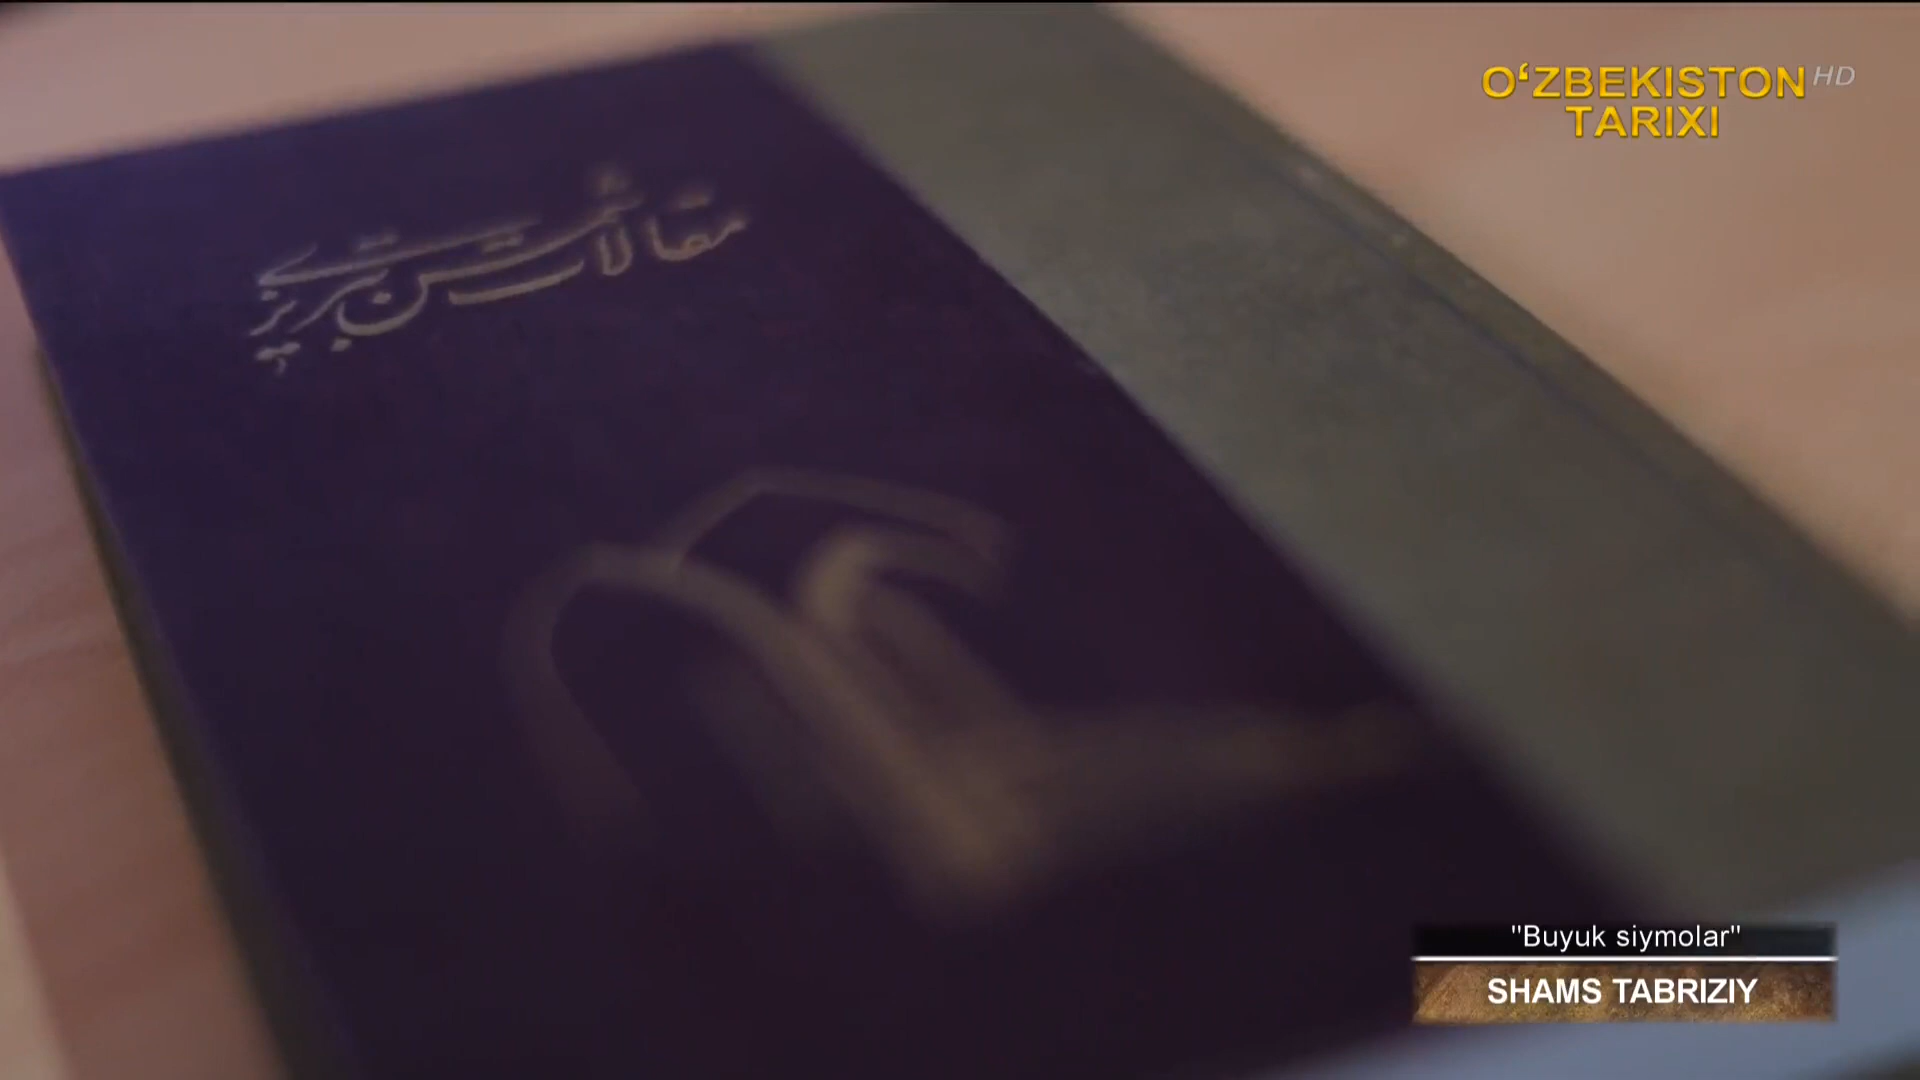 O‘ZBEKISTON HD
TARIXI
مقالات شمس تبریزی
"Buyuk siymolar"
SHAMS TABRIZIY